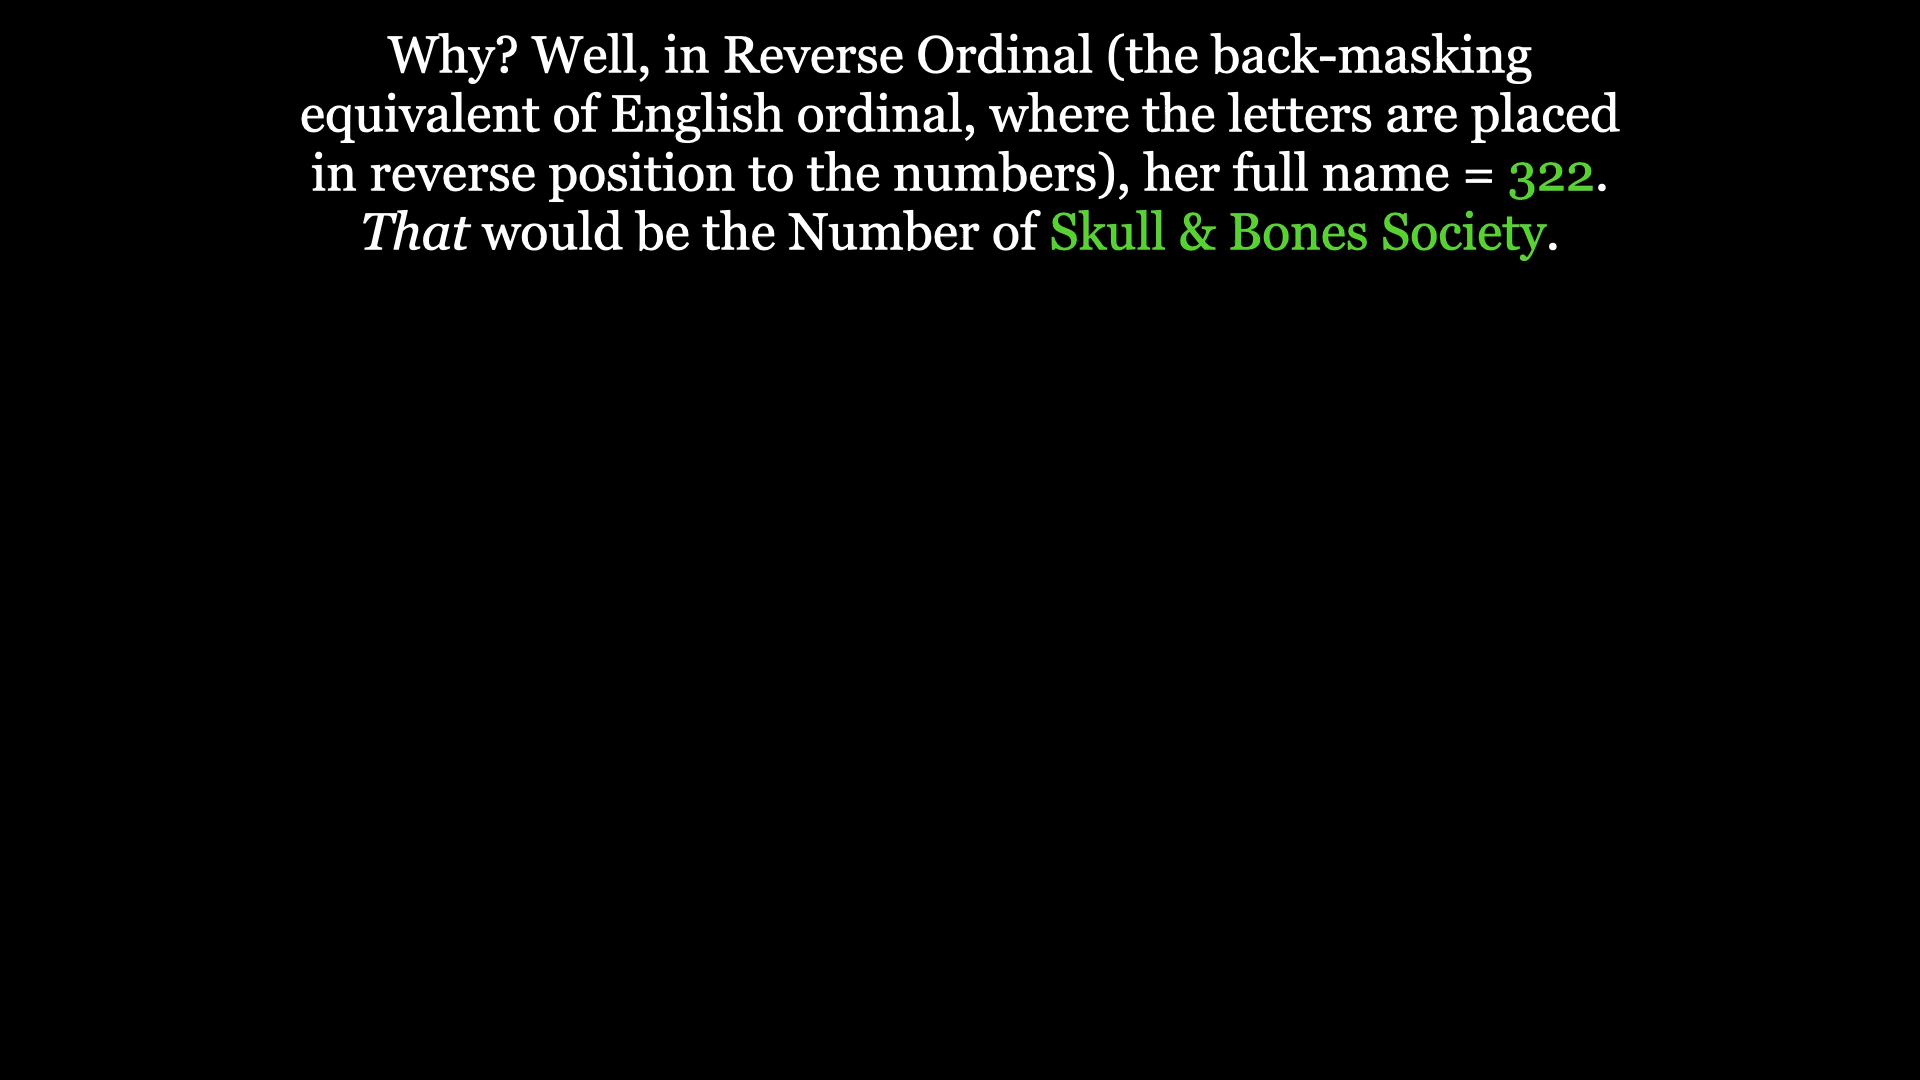 Why? Well, in Reverse Ordinal (the back-masking
equivalent of English ordinal, where the letters are placed
in reverse position to the numbers), her full name = 322.
That would be the Number of Skull & Bones Society.